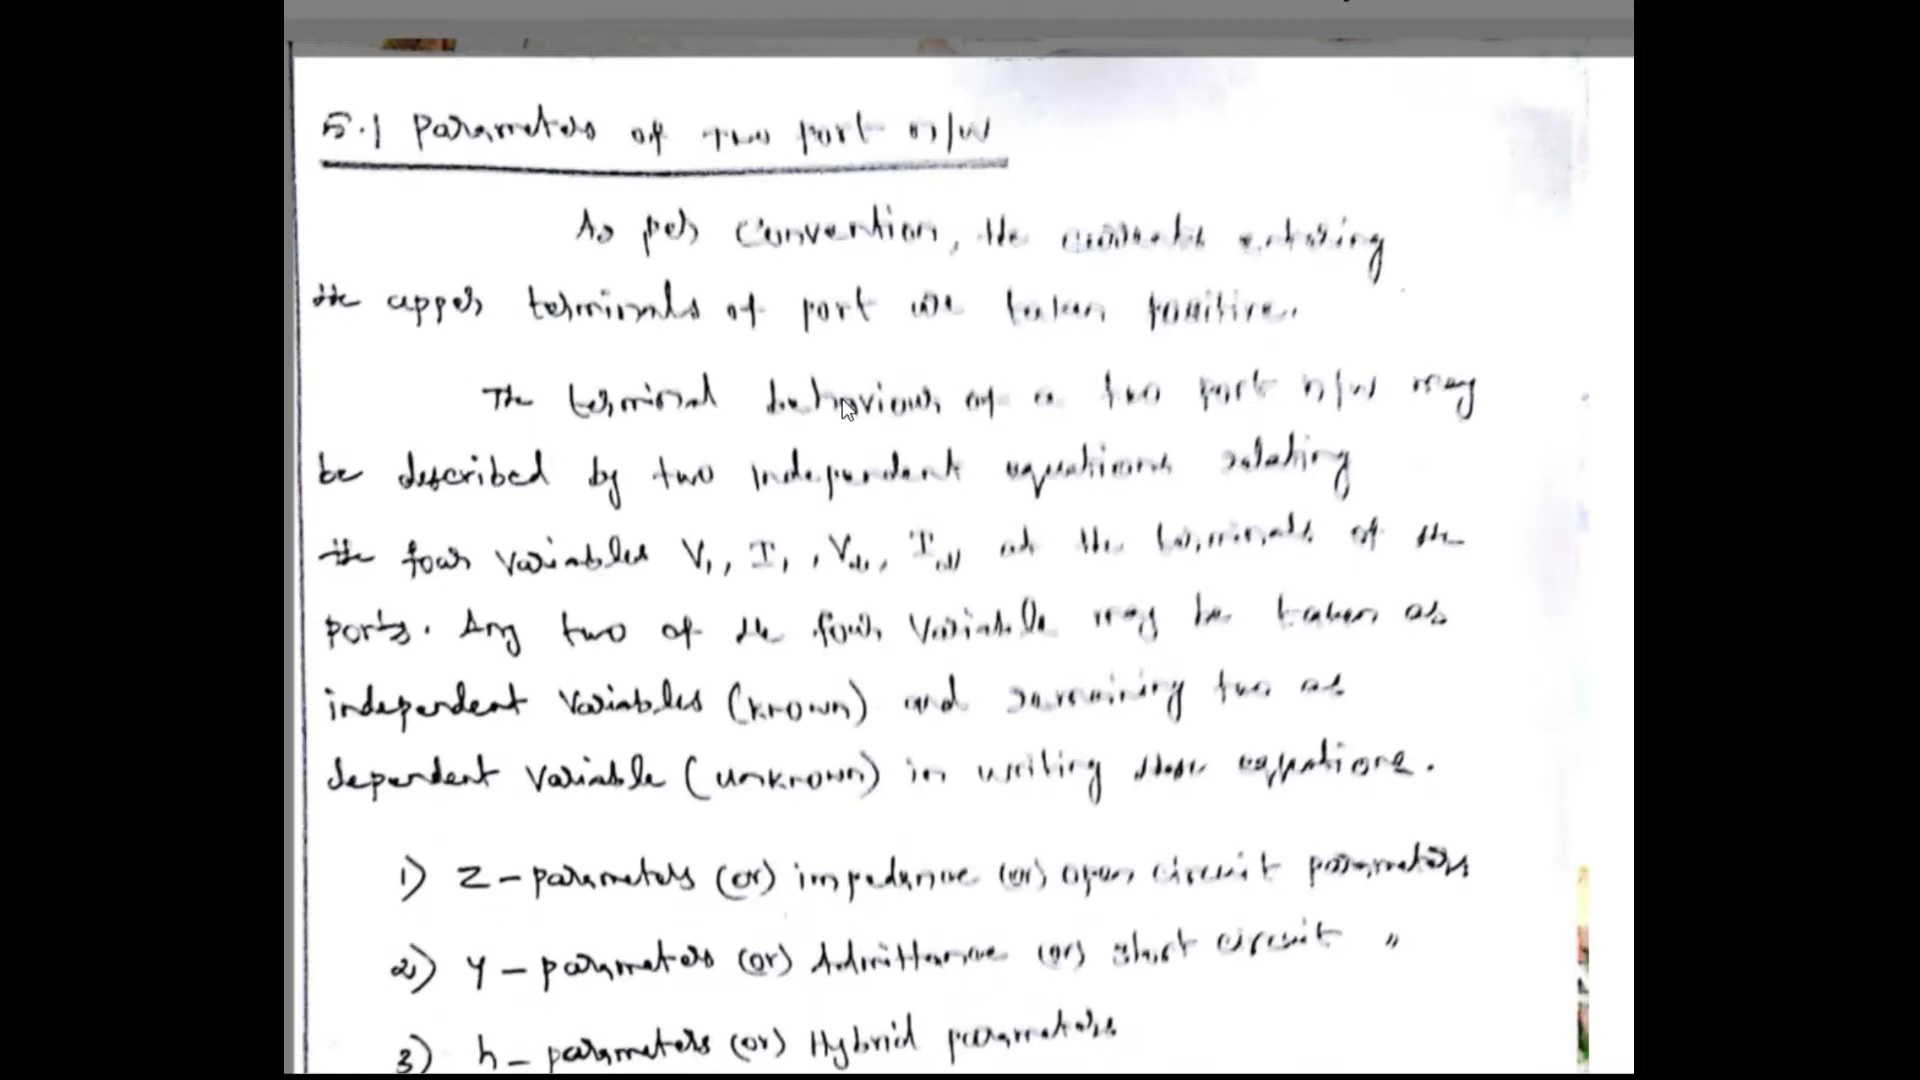 5.1 Parameters of Two port n/w
As per Convention, the currents entering
the upper terminals of port are taken positive.
The terminal behaviour of a two port n/w may
be described by two Independent equations relating
the four variables V1, I1, V2, I2 at the terminals of the
ports. Any two of the four Variable may be taken as
independent Variables (known) and remaining two as
dependent Variable (unknown) in writing these equations.
1) Z - parameters (or) impedance (or) open circuit parameters
2) Y - parameters (or) Admittance (or) short circuit "
3) h - parameters (or) Hybrid parameters